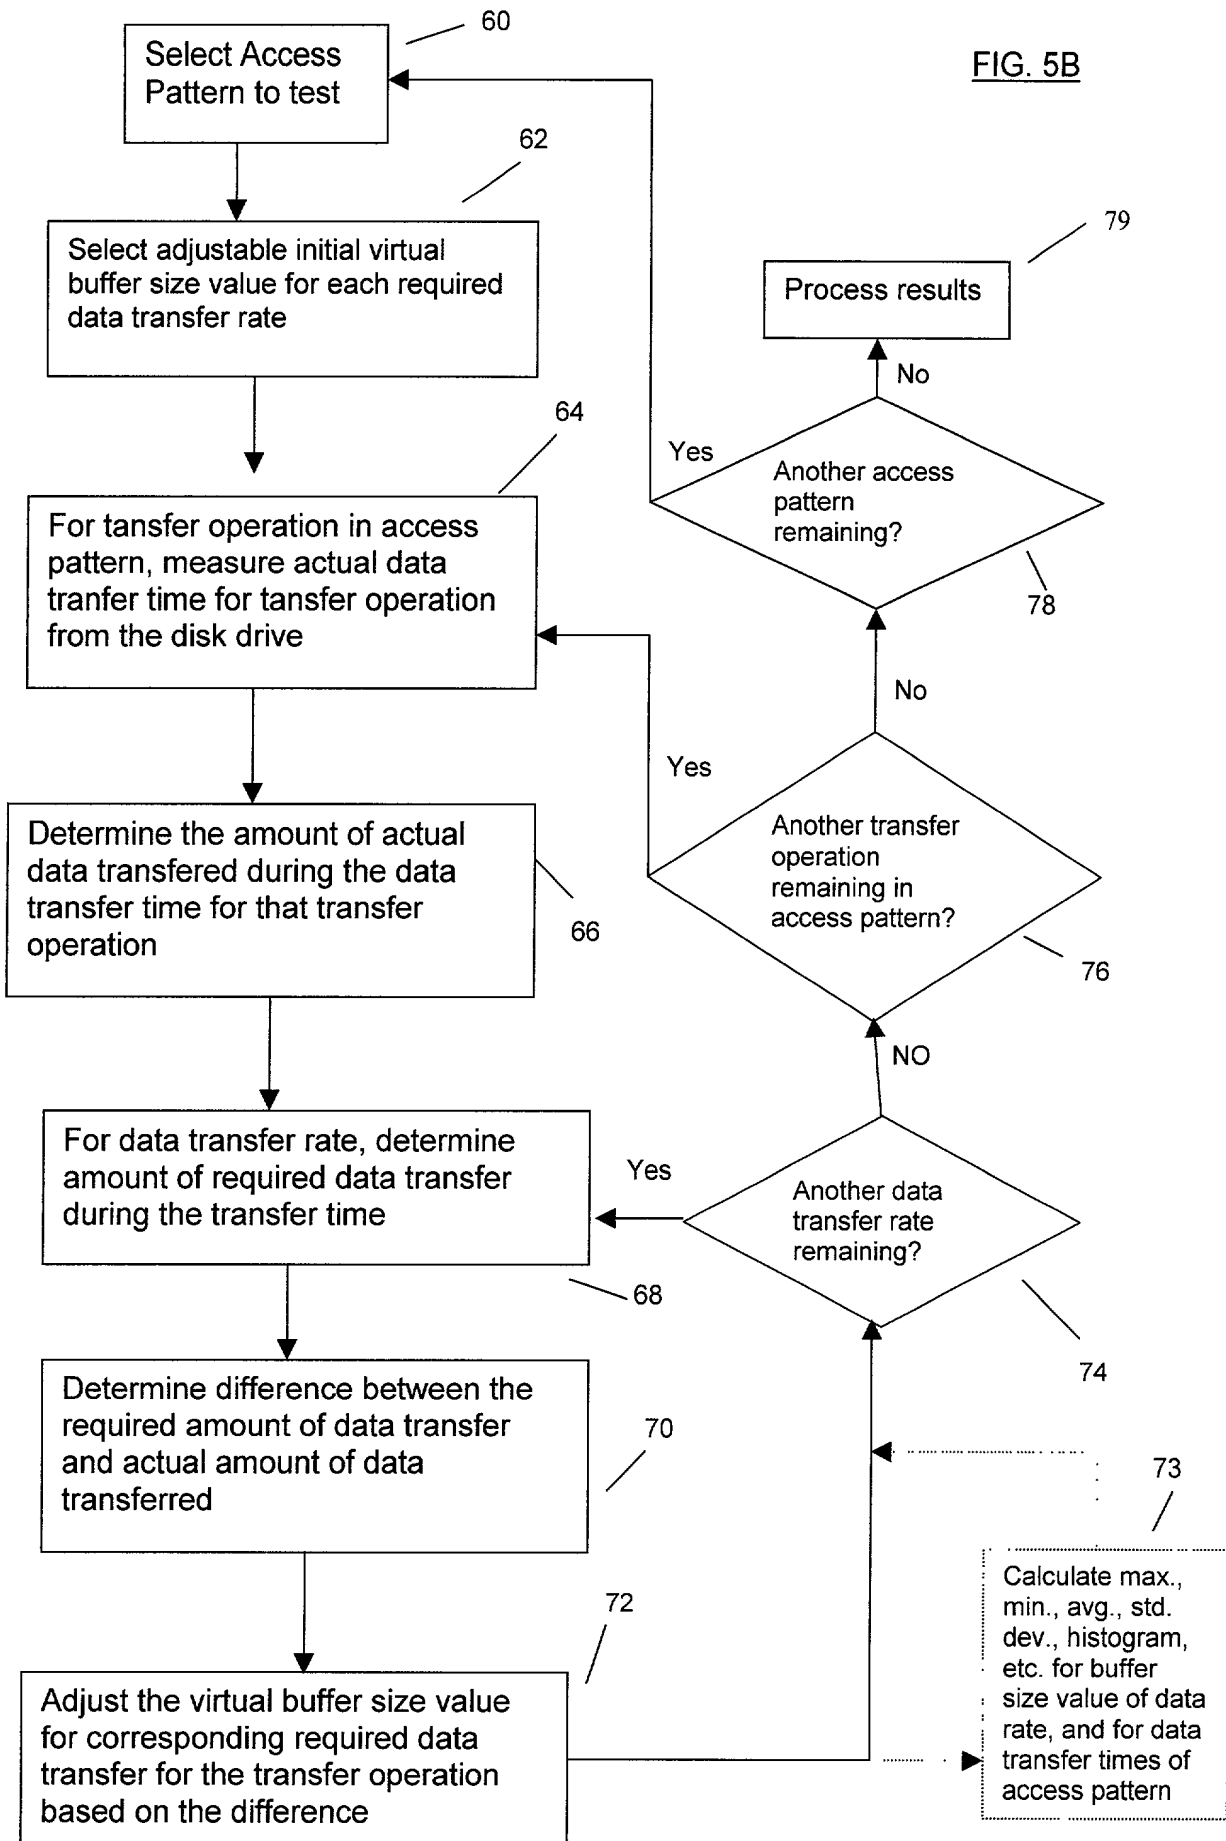 60
Select Access
Pattern to test
FIG. 5B
62
Select adjustable initial virtual
buffer size value for each required
data transfer rate
79
Process results
No
64
For tansfer operation in access
pattern, measure actual data
tranfer time for tansfer operation
from the disk drive
Yes
Another access
pattern
remaining?
78
No
Yes
Determine the amount of actual
data transfered during the data
transfer time for that transfer
operation
66
Another transfer
operation
remaining in
access pattern?
76
NO
For data transfer rate, determine
amount of required data transfer
during the transfer time
68
Yes
Another data
transfer rate
remaining?
74
Determine difference between the
required amount of data transfer
and actual amount of data
transferred
70
73
72
Adjust the virtual buffer size value
for corresponding required data
transfer for the transfer operation
based on the difference
Calculate max.,
min., avg., std.
dev., histogram,
etc. for buffer
size value of data
rate, and for data
transfer times of
access pattern